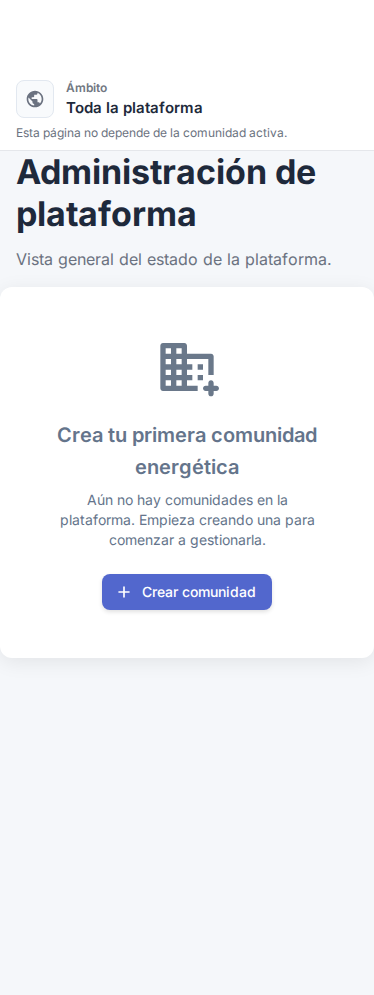 Ámbito
Toda la plataforma
Esta página no depende de la comunidad activa.
Administración de
plataforma
Vista general del estado de la plataforma.
Crea tu primera comunidad
energética
Aún no hay comunidades en la
plataforma. Empieza creando una para
comenzar a gestionarla.
Crear comunidad